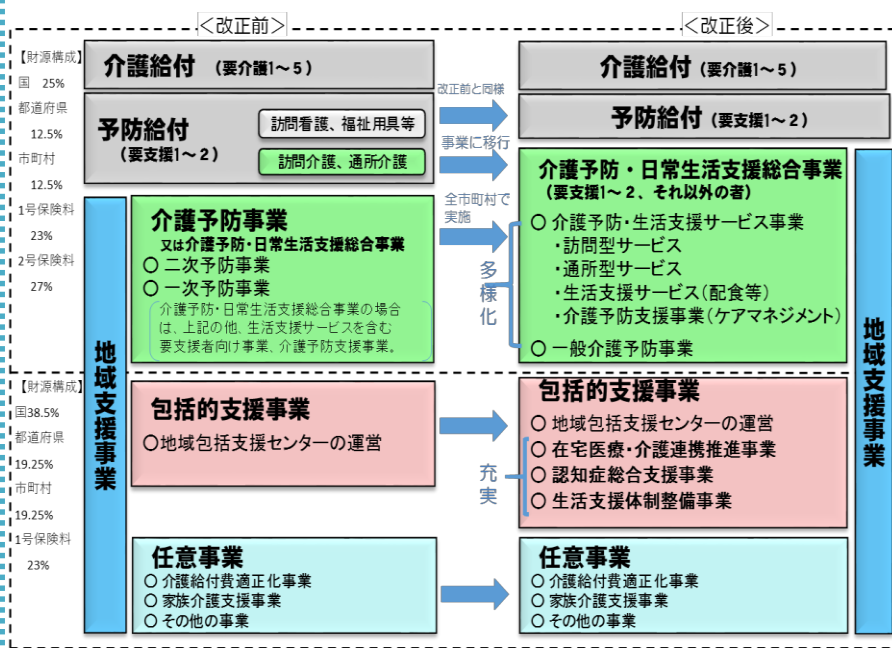 ＜改正前＞
＜改正後＞
【財源構成】
国 25%
都道府県
12.5%
市町村
12.5%
1号保険料
23%
2号保険料
27%
介護給付 （要介護1～5）
予防給付
（要支援1～2）
訪問看護、福祉用具等
訪問介護、通所介護
改正前と同様
事業に移行
全市町村で
実施
多様化
介護給付 （要介護1～5）
予防給付（要支援1～2）
介護予防事業
又は介護予防・日常生活支援総合事業
○ 二次予防事業
○ 一次予防事業
介護予防・日常生活支援総合事業の場合
は、上記の他、生活支援サービスを含む
要支援者向け事業、介護予防支援事業。
介護予防・日常生活支援総合事業
（要支援1～2、それ以外の者）
○ 介護予防・生活支援サービス事業
・訪問型サービス
・通所型サービス
・生活支援サービス（配食等）
・介護予防支援事業（ケアマネジメント）
○ 一般介護予防事業
地域支援事業
地域支援事業
【財源構成】
国38.5%
都道府県
19.25%
市町村
19.25%
1号保険料
23%
包括的支援事業
○地域包括支援センターの運営
充実
包括的支援事業
○ 地域包括支援センターの運営
○ 在宅医療・介護連携推進事業
○ 認知症総合支援事業
○ 生活支援体制整備事業
任意事業
○ 介護給付費適正化事業
○ 家族介護支援事業
○ その他の事業
任意事業
○ 介護給付費適正化事業
○ 家族介護支援事業
○ その他の事業